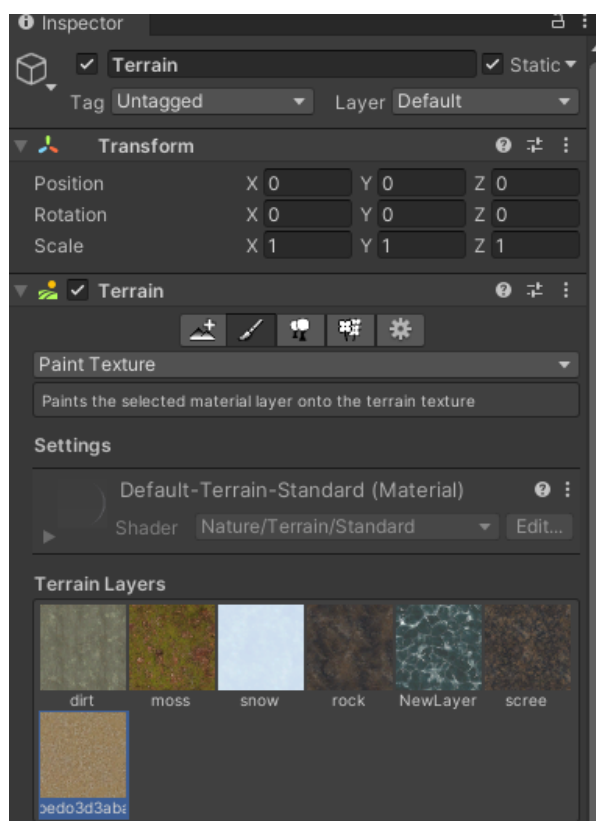 Inspector
Terrain Static
Tag Untagged Layer Default
Transform
Position X 0 Y 0 Z 0
Rotation X 0 Y 0 Z 0
Scale X 1 Y 1 Z 1
Terrain
Paint Texture
Paints the selected material layer onto the terrain texture
Settings
Default-Terrain-Standard (Material)
Shader Nature/Terrain/Standard Edit...
Terrain Layers
dirt moss snow rock NewLayer scree